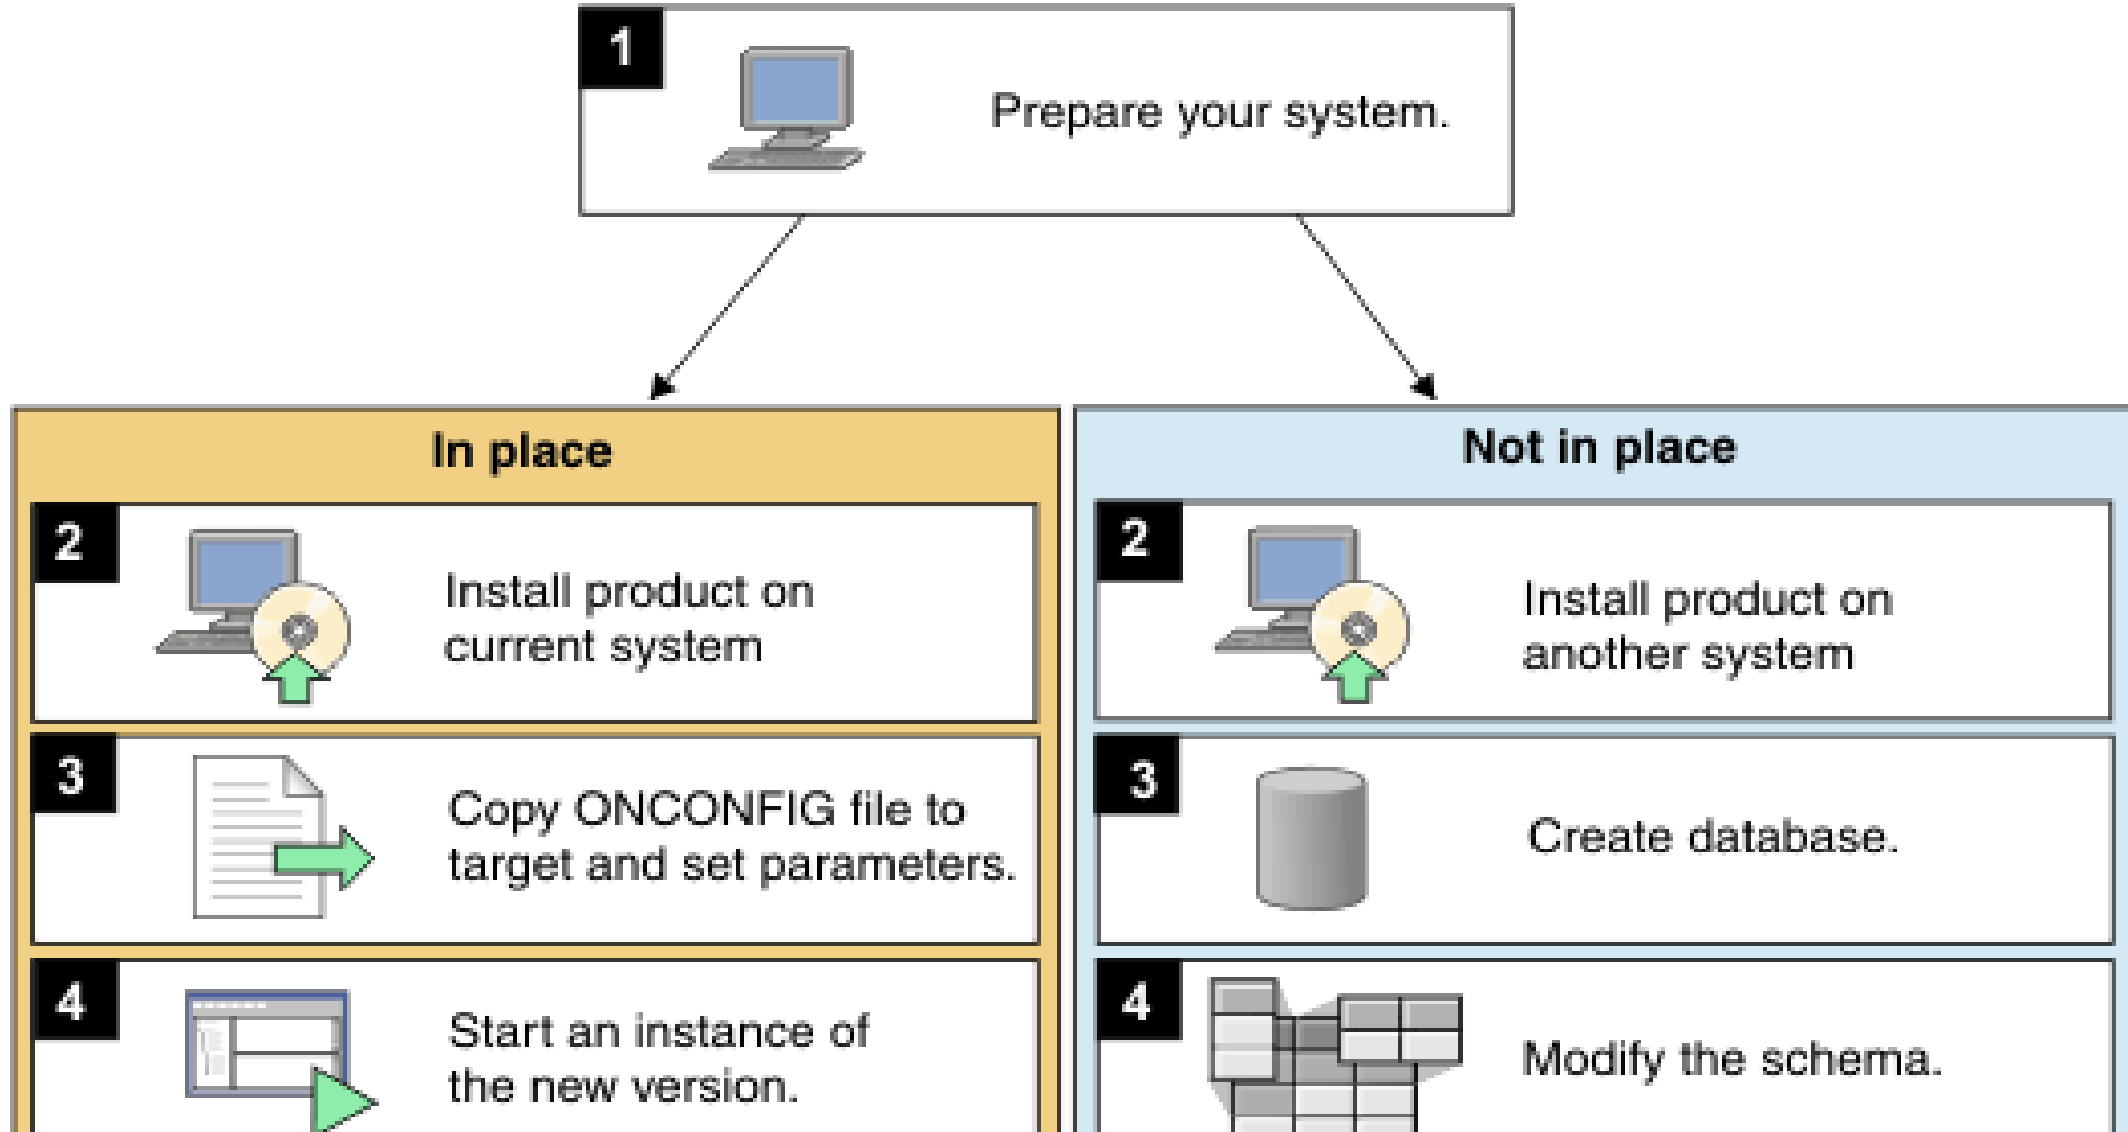 1
Prepare your system.
In place
2
Install product on
current system
3
Copy ONCONFIG file to
target and set parameters.
4
Start an instance of
the new version.
Not in place
2
Install product on
another system
3
Create database.
4
Modify the schema.